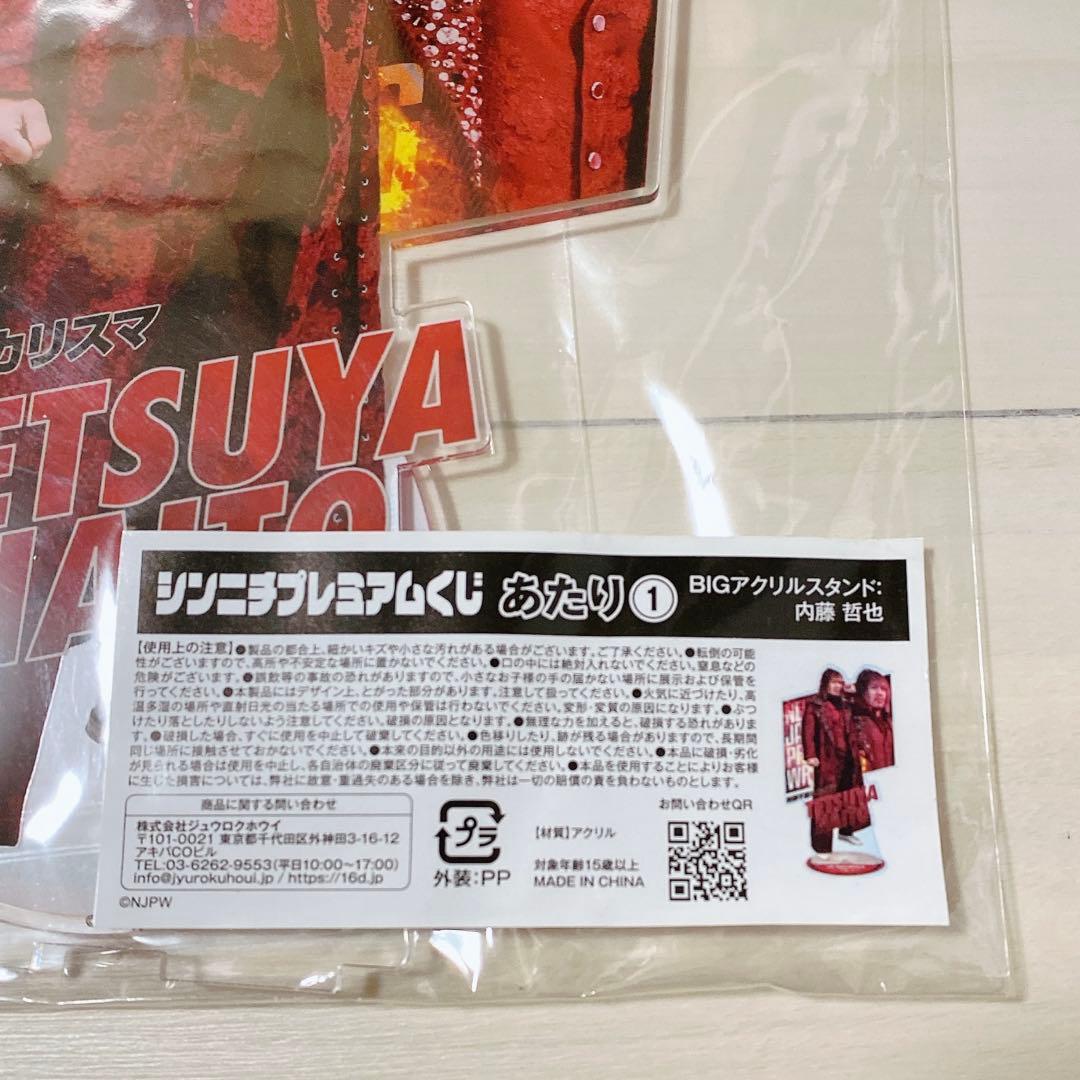 カリスマ
ETSUYA
NAITO
シンニチプレミアムくじ あたり① BIGアクリルスタンド:
内藤 哲也
【使用上の注意】●製品の都合上、細かいキズや小さな汚れがある場合がございます。ご了承ください。●転倒の可能
性がございますので、高所や不安定な場所に置かないでください。●口の中には絶対入れないでください。窒息などの
危険がございます。●誤飲等の事故の恐れがありますので、小さなお子様の手の届かない場所に展示および保管を
行ってください。●本製品にはデザイン上、とがった部分があります。注意して扱ってください。●火気に近づけたり、高
温多湿の場所や直射日光の当たる場所での使用や保管は行わないでください。変形・変質の原因になります。●ぶつ
けたり落としたりしないよう注意してください。破損の原因となります。●無理な力を加えると、破損する恐れがありま
す。●破損した場合、すぐに使用を中止して破棄してください。●色移りしたり、跡が残る場合がありますので、長期間
同じ場所に接触させておかないでください。●本来の目的以外の用途には使用しないでください。●本品に破損・劣化
が見られる場合は使用を中止し、各自治体の廃棄区分に従って廃棄してください。●本品を使用することによりお客様
に生じた損害については、弊社に故意・重過失のある場合を除き、弊社は一切の賠償の責を負わないものとします。
商品に関する問い合わせ
株式会社ジュウロクホウイ
〒101-0021 東京都千代田区外神田3-16-12
アキバCOビル
TEL:03-6262-9553(平日10:00〜17:00)
info@jyurokuhoui.jp / https://16d.jp
©NJPW
プラ
外装:PP
【材質】アクリル
対象年齢15歳以上
MADE IN CHINA
お問い合わせQR
TETSUYA
NAITO